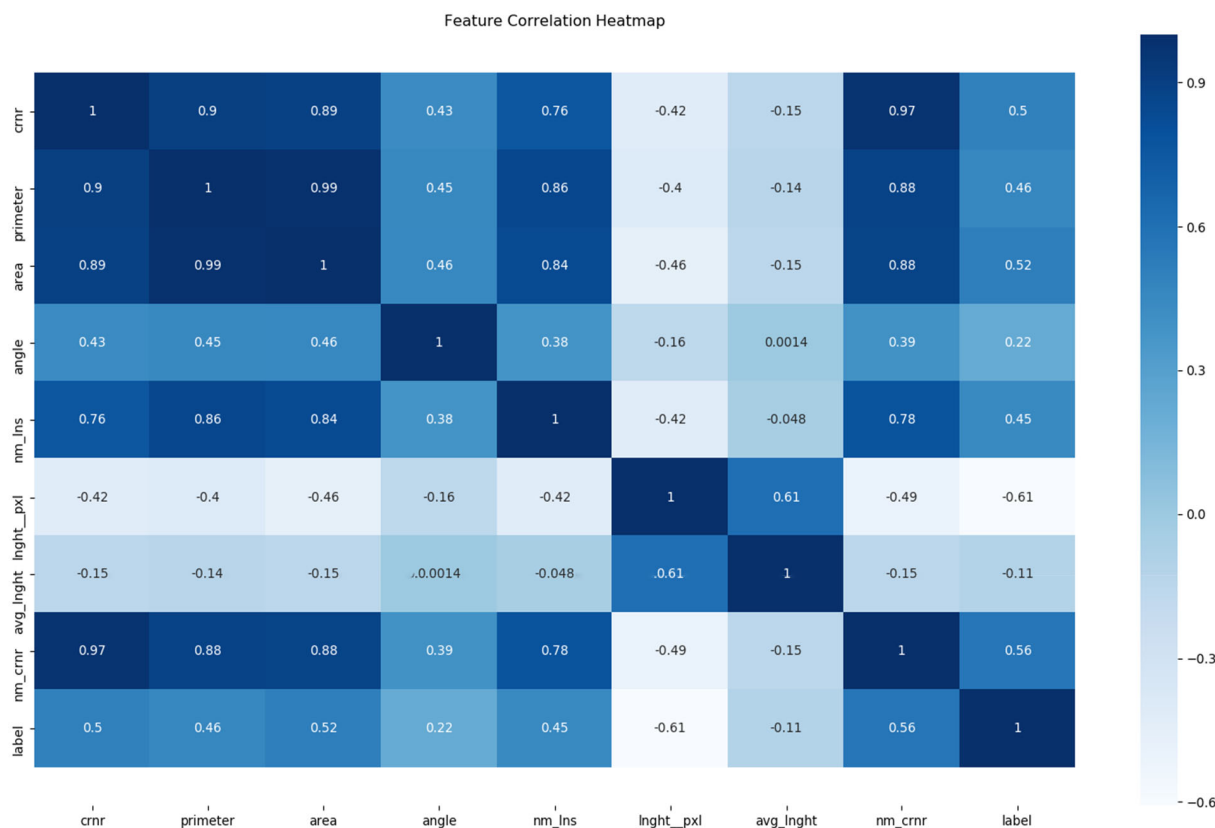 Feature Correlation Heatmap
crnr 1 0.9 0.89 0.43 0.76 -0.42 -0.15 0.97 0.5
primeter 0.9 1 0.99 0.45 0.86 -0.4 -0.14 0.88 0.46
area 0.89 0.99 1 0.46 0.84 -0.46 -0.15 0.88 0.52
angle 0.43 0.45 0.46 1 0.38 -0.16 0.0014 0.39 0.22
nm_lns 0.76 0.86 0.84 0.38 1 -0.42 -0.048 0.78 0.45
lnght__pxl -0.42 -0.4 -0.46 -0.16 -0.42 1 0.61 -0.49 -0.61
avg_lnght -0.15 -0.14 -0.15 0.0014 -0.048 0.61 1 -0.15 -0.11
nm_crnr 0.97 0.88 0.88 0.39 0.78 -0.49 -0.15 1 0.56
label 0.5 0.46 0.52 0.22 0.45 -0.61 -0.11 0.56 1
crnr primeter area angle nm_lns lnght__pxl avg_lnght nm_crnr label
0.9
0.6
0.3
0.0
−0.3
−0.6